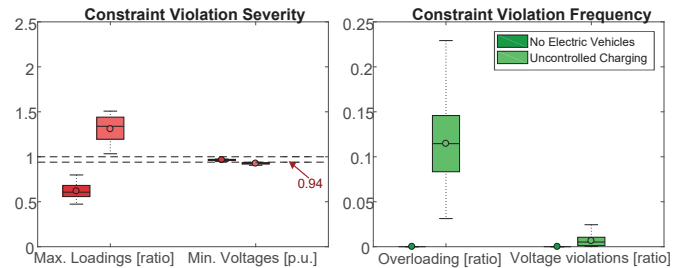 Constraint Violation Severity
2.5
2
1.5
1
0.5
0
0.94
Max. Loadings [ratio]
Min. Voltages [p.u.]
Constraint Violation Frequency
0.25
0.2
0.15
0.1
0.05
0
No Electric Vehicles
Uncontrolled Charging
Overloading [ratio]
Voltage violations [ratio]